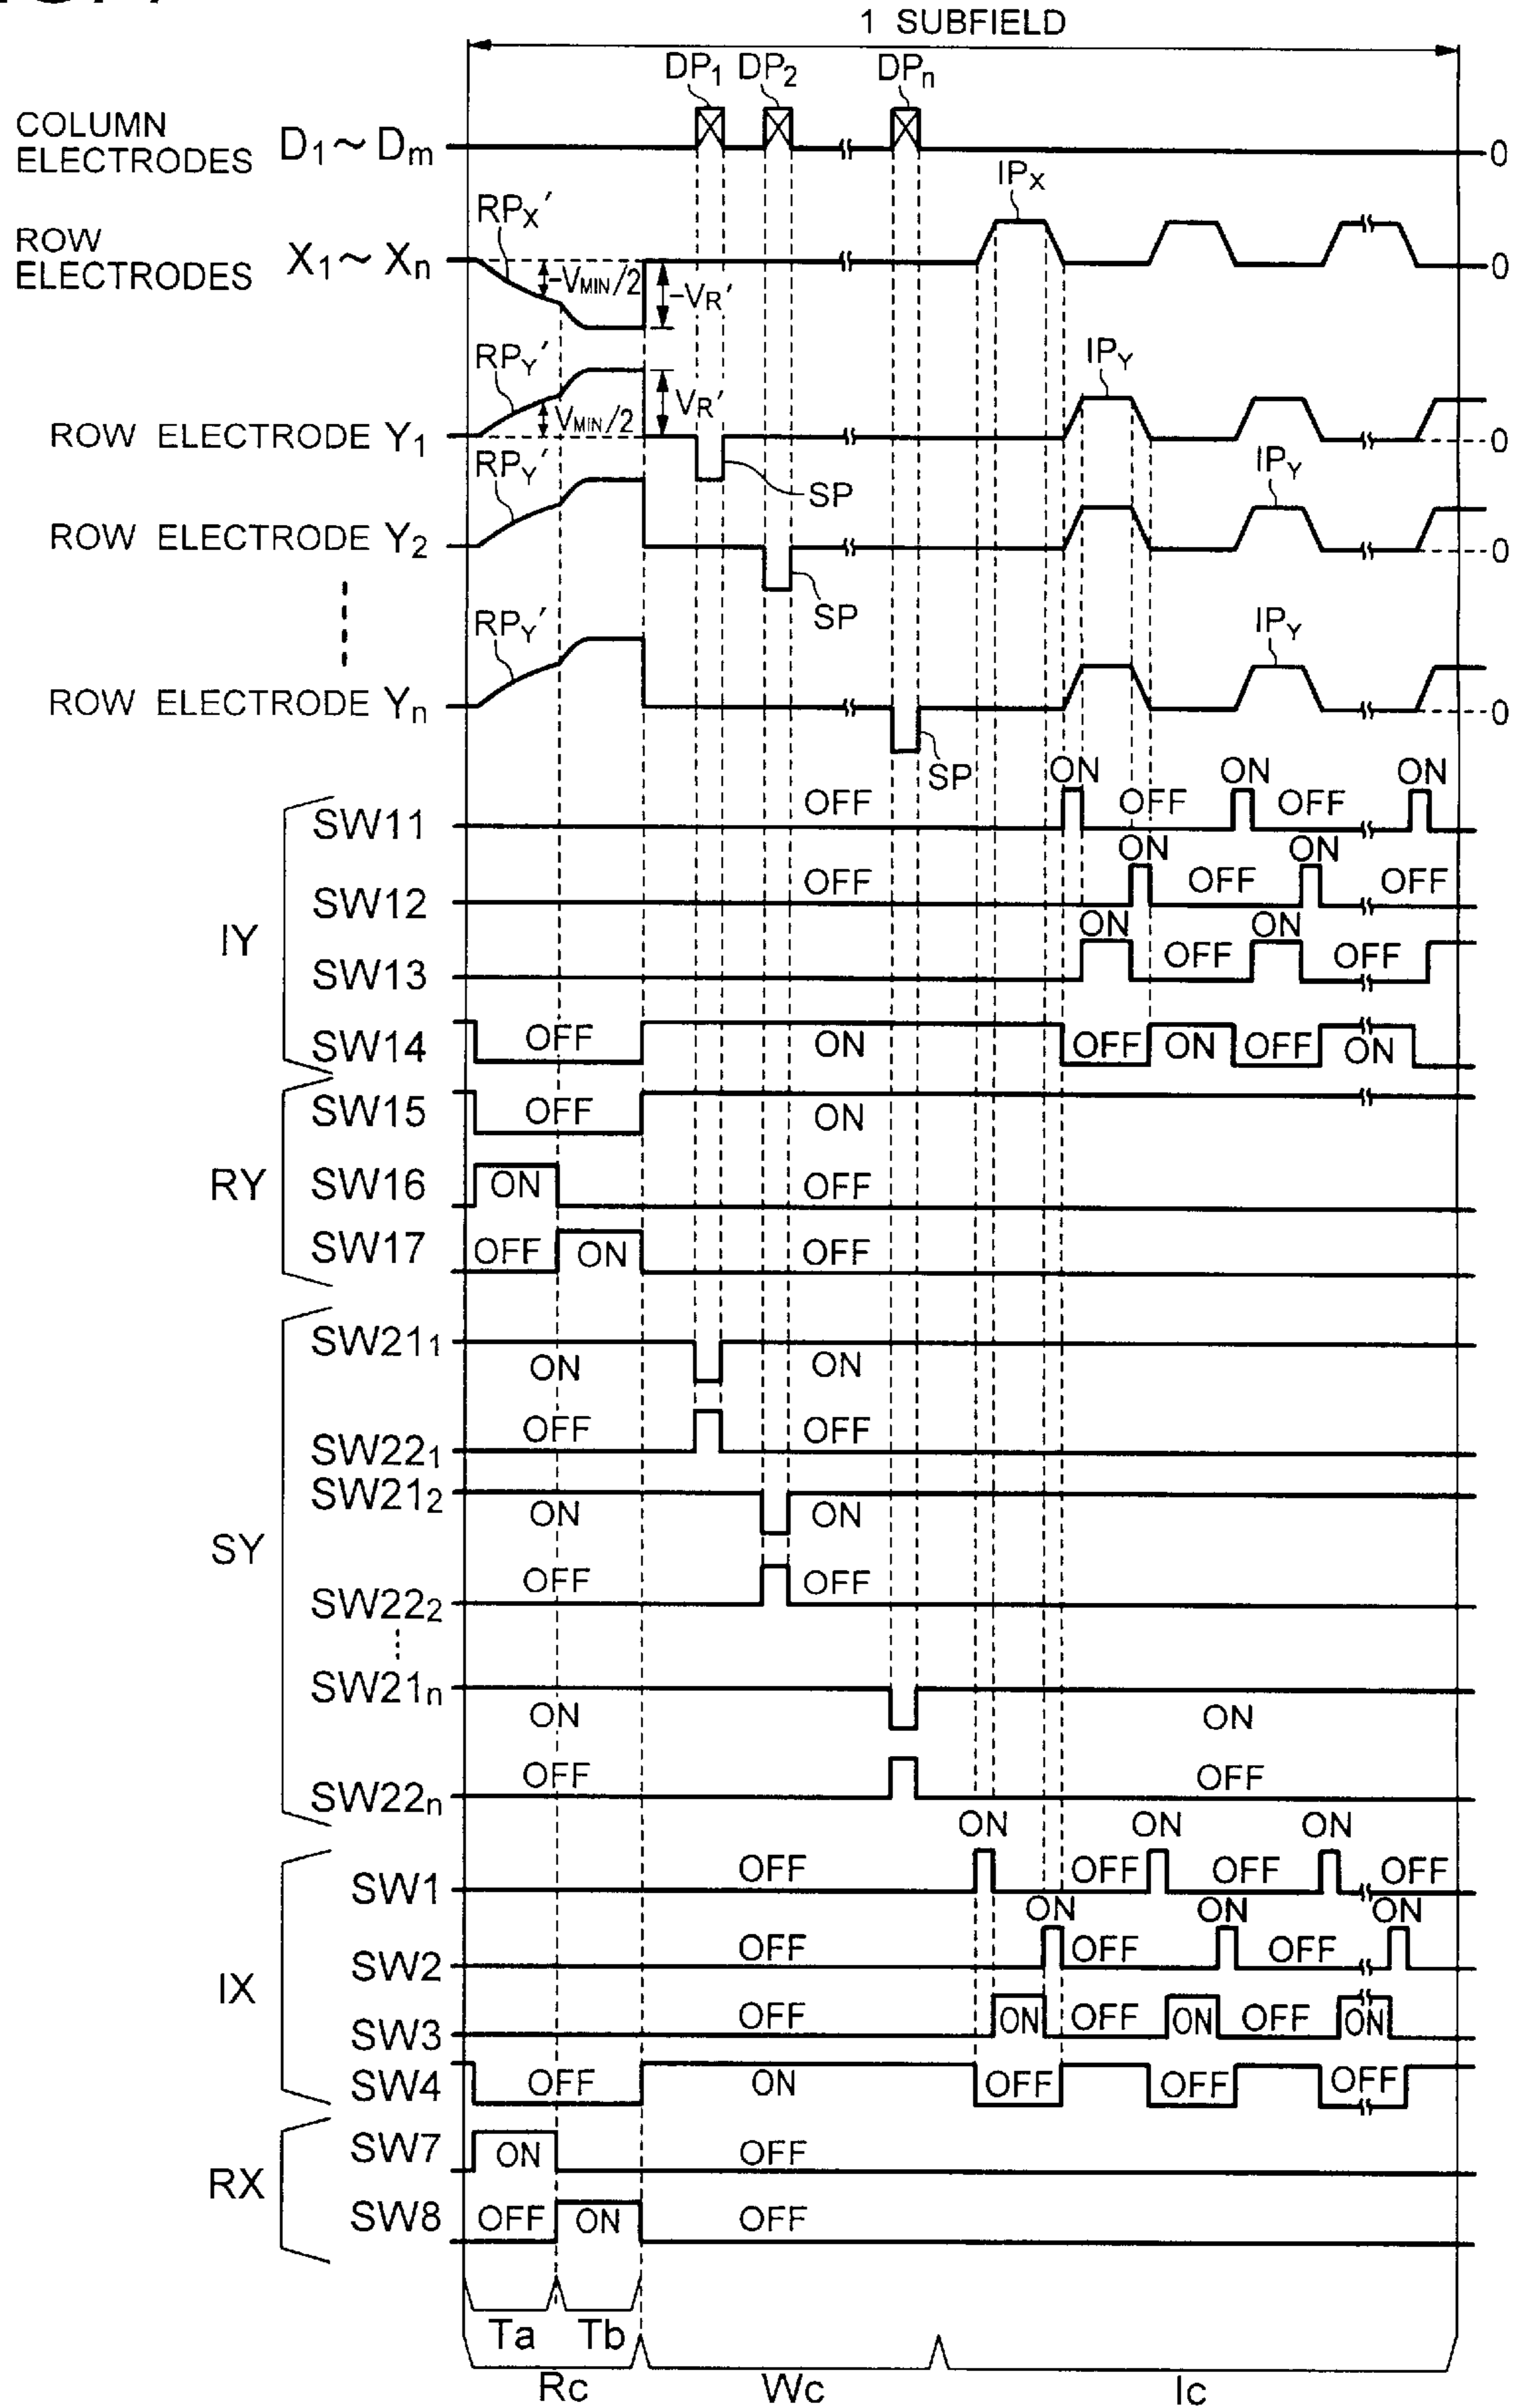 1 SUBFIELD
DP1 DP2 DPn
COLUMN
ELECTRODES D1~Dm 0
RPX' IPX
ROW
ELECTRODES X1~Xn -VMIN/2 -VR' 0
RPY' IPY
VMIN/2 VR'
ROW ELECTRODE Y1 0
RPY' SP IPY
ROW ELECTRODE Y2 0
SP
RPY' IPY
ROW ELECTRODE Yn 0
SP
ON ON ON
SW11 OFF OFF OFF
ON ON
SW12 OFF OFF OFF
IY
ON ON
SW13 OFF OFF
SW14 OFF ON OFF ON OFF ON
SW15 OFF ON
RY SW16 ON OFF
SW17 OFF ON OFF
SW211 ON ON
SW221 OFF OFF
SW212 ON ON
SY
SW222 OFF OFF
SW21n ON ON
SW22n OFF OFF
ON ON ON
SW1 OFF OFF OFF OFF
ON ON ON
SW2 OFF OFF OFF
IX
SW3 OFF ON OFF ON OFF ON
SW4 OFF ON OFF OFF OFF
SW7 ON OFF
RX
SW8 OFF ON OFF
Ta Tb
Rc Wc Ic